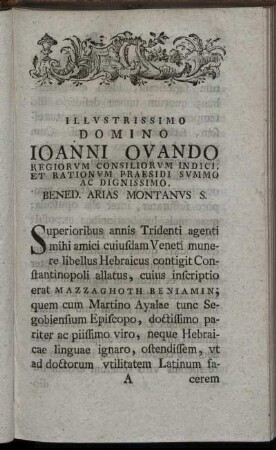 ILLVSTRISSIMO
DOMINO
IOANNI OVANDO
REGIORVM CONSILIORVM INDICI,
ET RATIONVM PRAESIDI SVMMO
AC DIGNISSIMO,
BENED. ARIAS MONTANVS S.
Superioribus annis Tridenti agenti
mihi amici cuiusdam Veneti mune-
re libellus Hebraicus contigit Con-
stantinopoli allatus, cuius inscriptio
erat MAZZAGHOTH BENIAMIN;
quem cum Martino Ayalae tunc Se-
gobiensium Episcopo, doctissimo pa-
riter ac piissimo viro, neque Hebrai-
cae linguae ignaro, ostendissem, vt
ad doctorum vtilitatem Latinum fa-
A cerem